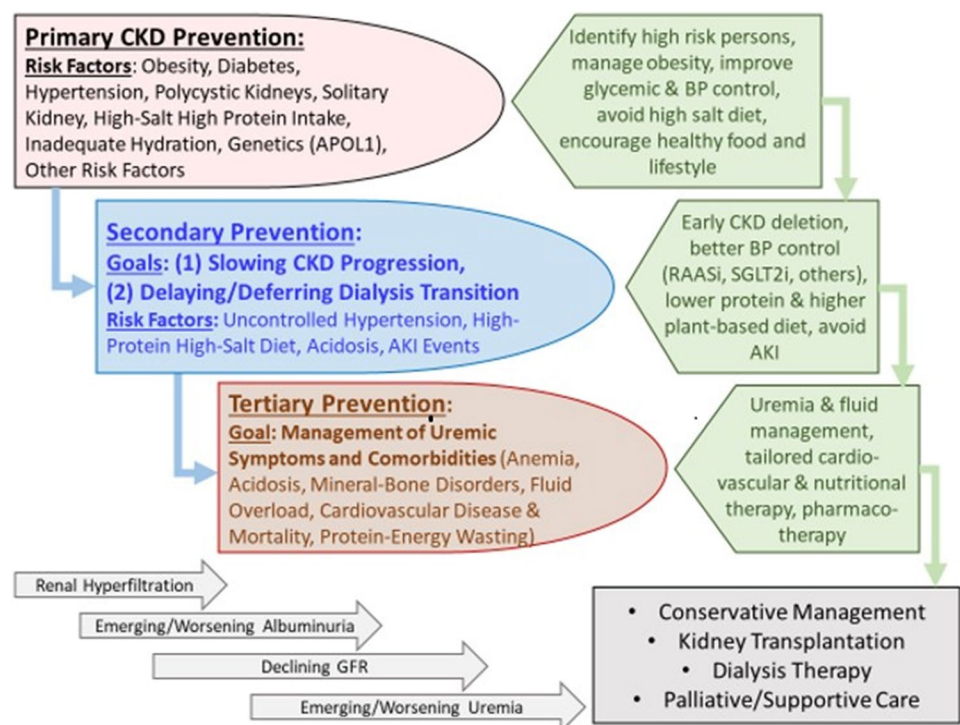 Primary CKD Prevention:
Risk Factors: Obesity, Diabetes,
Hypertension, Polycystic Kidneys, Solitary
Kidney, High-Salt High Protein Intake,
Inadequate Hydration, Genetics (APOL1),
Other Risk Factors
Identify high risk persons,
manage obesity, improve
glycemic & BP control,
avoid high salt diet,
encourage healthy food and
lifestyle
Secondary Prevention:
Goals: (1) Slowing CKD Progression,
(2) Delaying/Deferring Dialysis Transition
Risk Factors: Uncontrolled Hypertension, High-
Protein High-Salt Diet, Acidosis, AKI Events
Early CKD deletion,
better BP control
(RAASi, SGLT2i, others),
lower protein & higher
plant-based diet, avoid
AKI
Tertiary Prevention:
Goal: Management of Uremic
Symptoms and Comorbidities (Anemia,
Acidosis, Mineral-Bone Disorders, Fluid
Overload, Cardiovascular Disease &
Mortality, Protein-Energy Wasting)
Uremia & fluid
management,
tailored cardio-
vascular & nutritional
therapy, pharmaco-
therapy
Renal Hyperfiltration
Emerging/Worsening Albuminuria
Declining GFR
Emerging/Worsening Uremia
• Conservative Management
• Kidney Transplantation
• Dialysis Therapy
• Palliative/Supportive Care